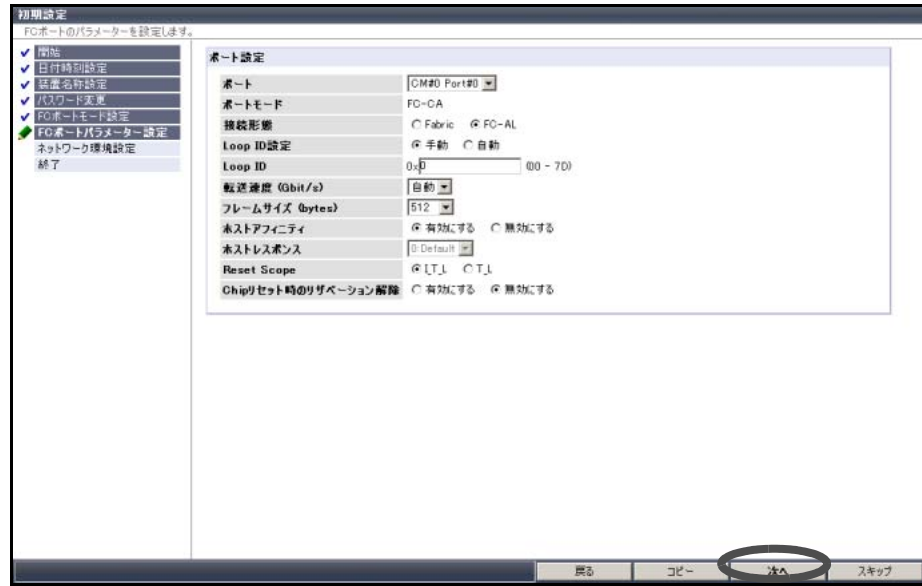 初期設定
FCポートのパラメーターを設定します。
開始
日付時刻設定
装置名称設定
パスワード変更
FCポートモード設定
FCポートパラメーター設定
ネットワーク環境設定
終了
ポート設定
ポート CM#0 Port#0
ポートモード FC-CA
接続形態 Fabric FC-AL
Loop ID設定 手動 自動
Loop ID 0x0 (00 - 7D)
転送速度 (Gbit/s) 自動
フレームサイズ (bytes) 512
ホストアフィニティ 有効にする 無効にする
ホストレスポンス 0:Default
Reset Scope I_T_L T_L
Chipリセット時のリザベーション解除 有効にする 無効にする
戻る コピー 次へ スキップ